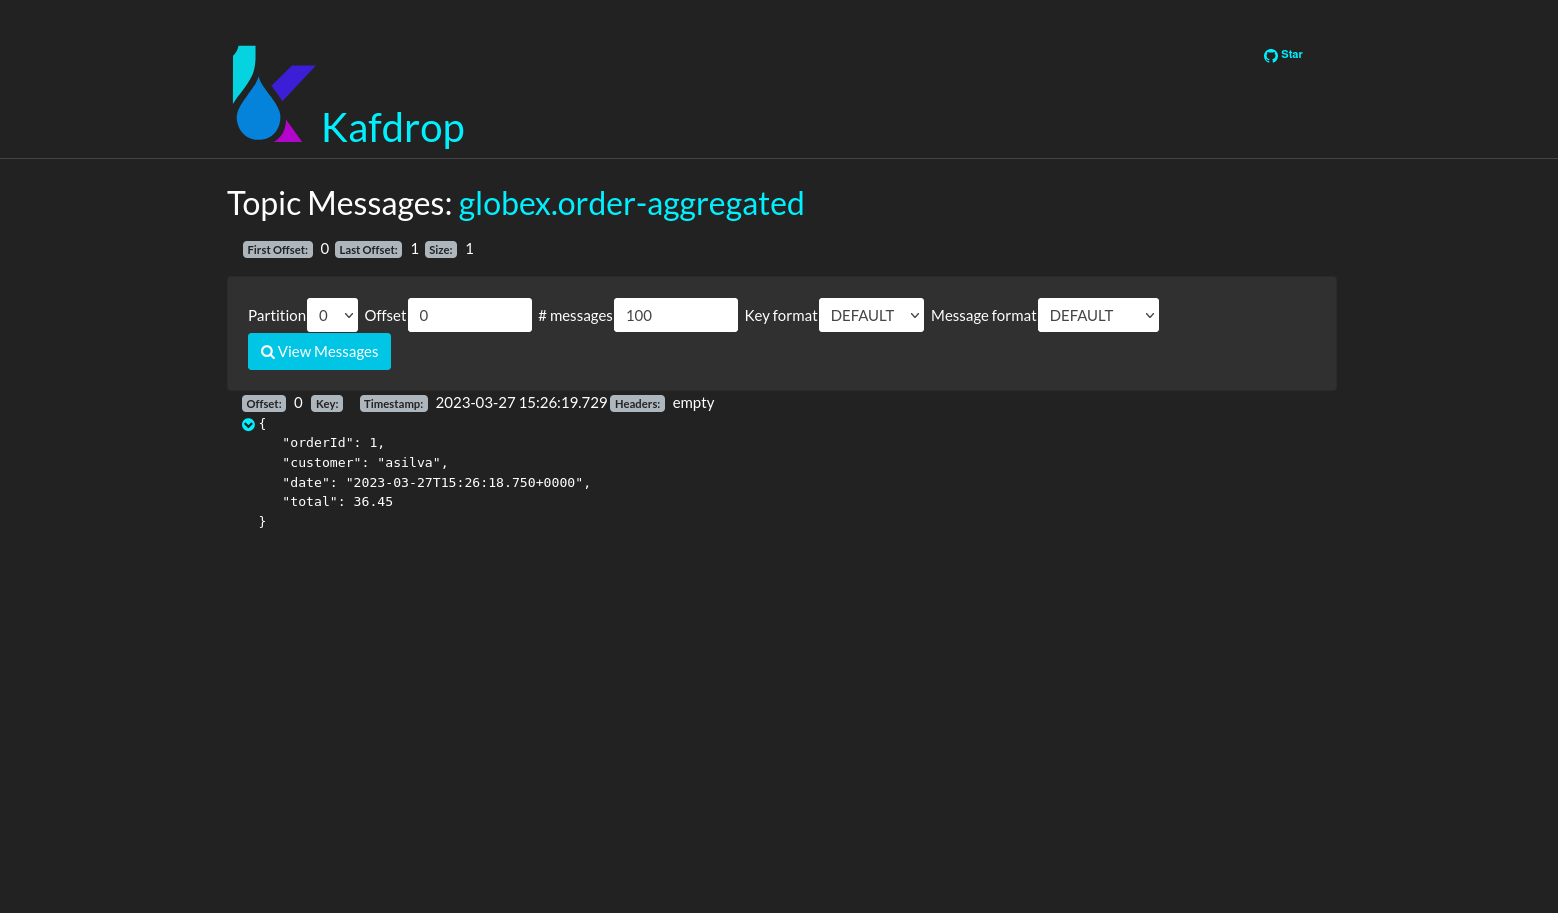 Star
Kafdrop
Topic Messages: globex.order-aggregated
First Offset: 0 Last Offset: 1 Size: 1
Partition 0 Offset 0 # messages 100 Key format DEFAULT Message format DEFAULT
View Messages
Offset: 0 Key: Timestamp: 2023-03-27 15:26:19.729 Headers: empty
{
"orderId": 1,
"customer": "asilva",
"date": "2023-03-27T15:26:18.750+0000",
"total": 36.45
}